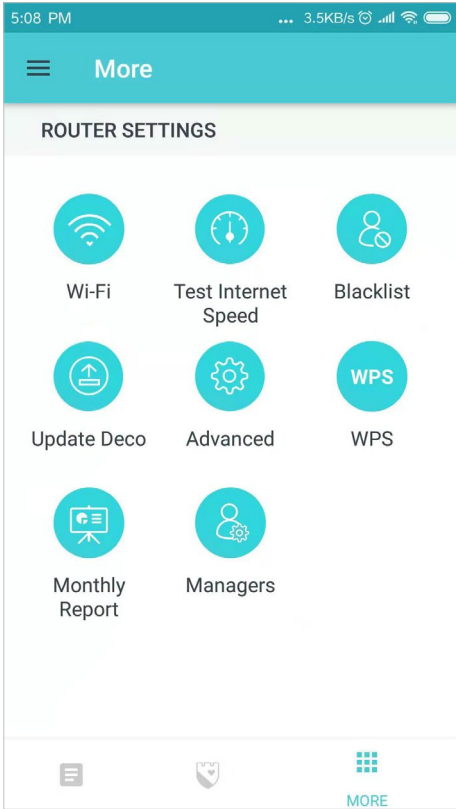 5:08 PM ... 3.5KB/s
More
ROUTER SETTINGS
Wi-Fi
Test Internet
Speed
Blacklist
Update Deco
Advanced
WPS
WPS
Monthly
Report
Managers
MORE